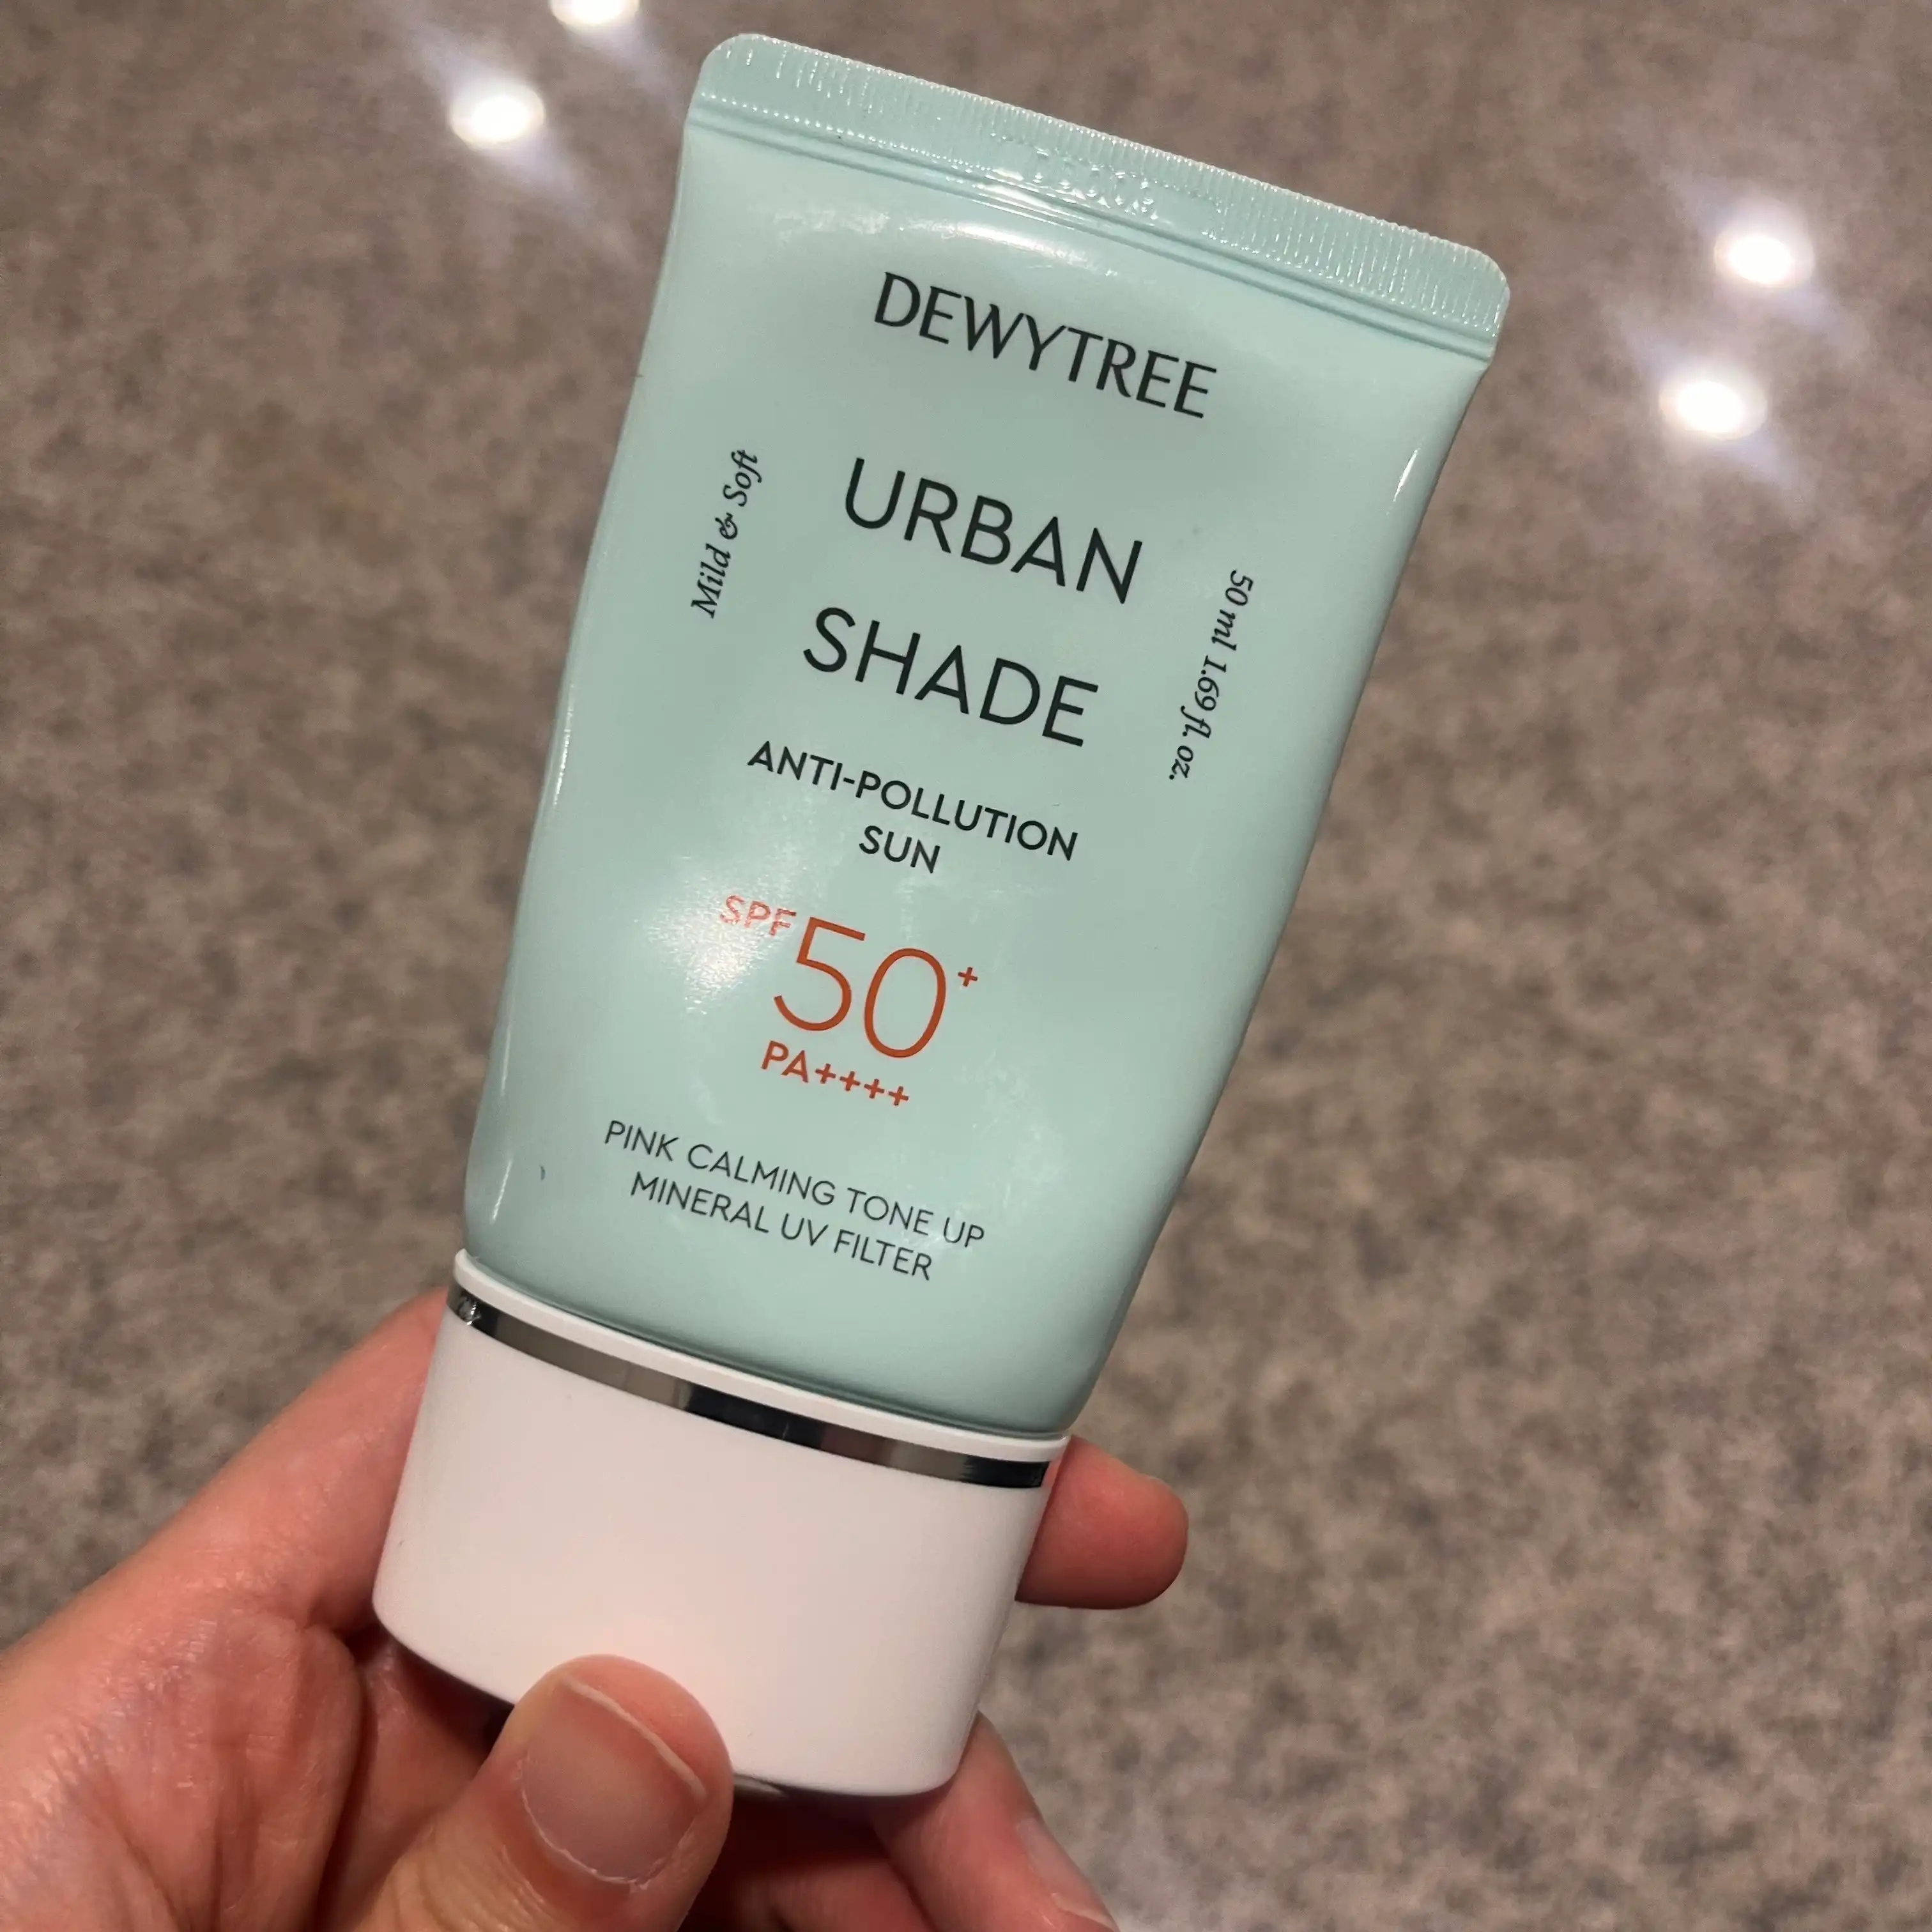 DEWYTREE
Mild & Soft
URBAN
SHADE
50 ml 1.69 fl. oz.
ANTI-POLLUTION
SUN
SPF 50+
PA++++
PINK CALMING TONE UP
MINERAL UV FILTER